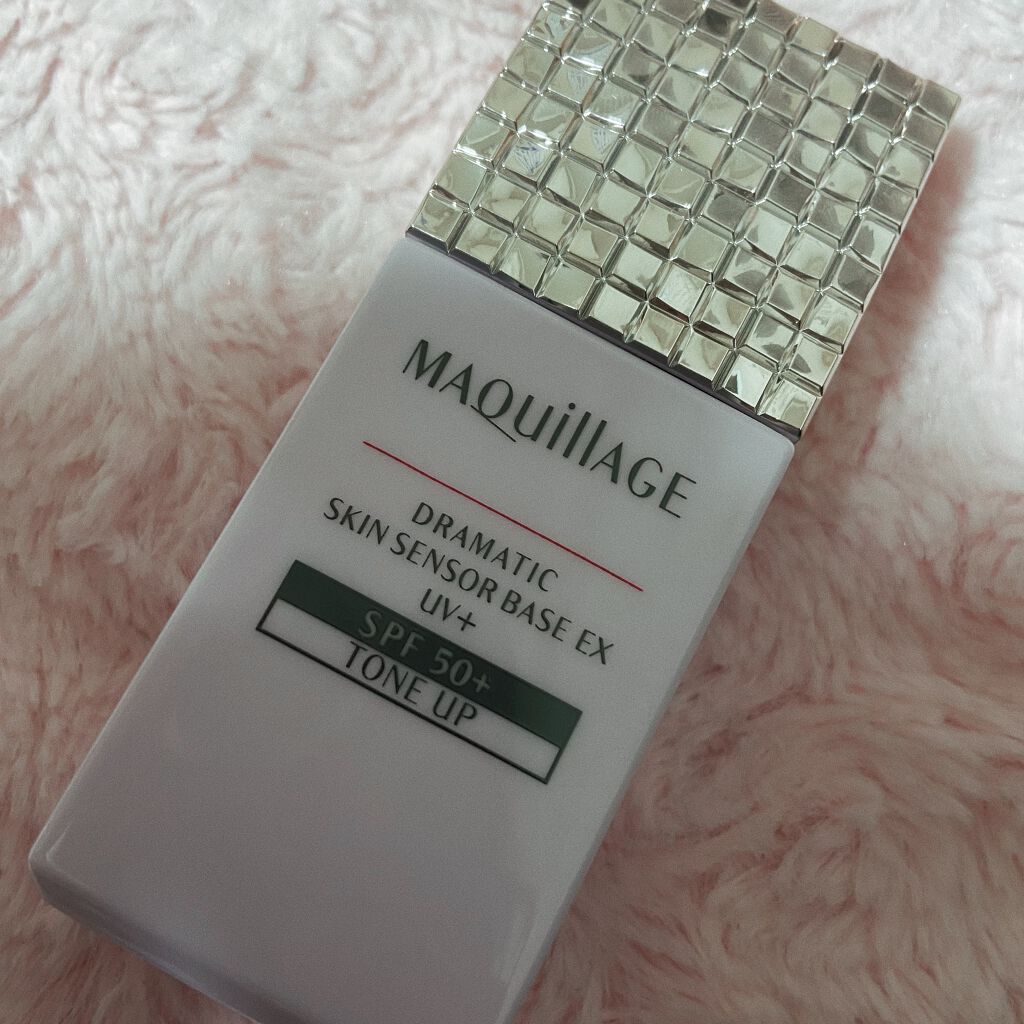 MAQuillAGE
DRAMATIC
SKIN SENSOR BASE EX
UV+
SPF 50+
TONE UP